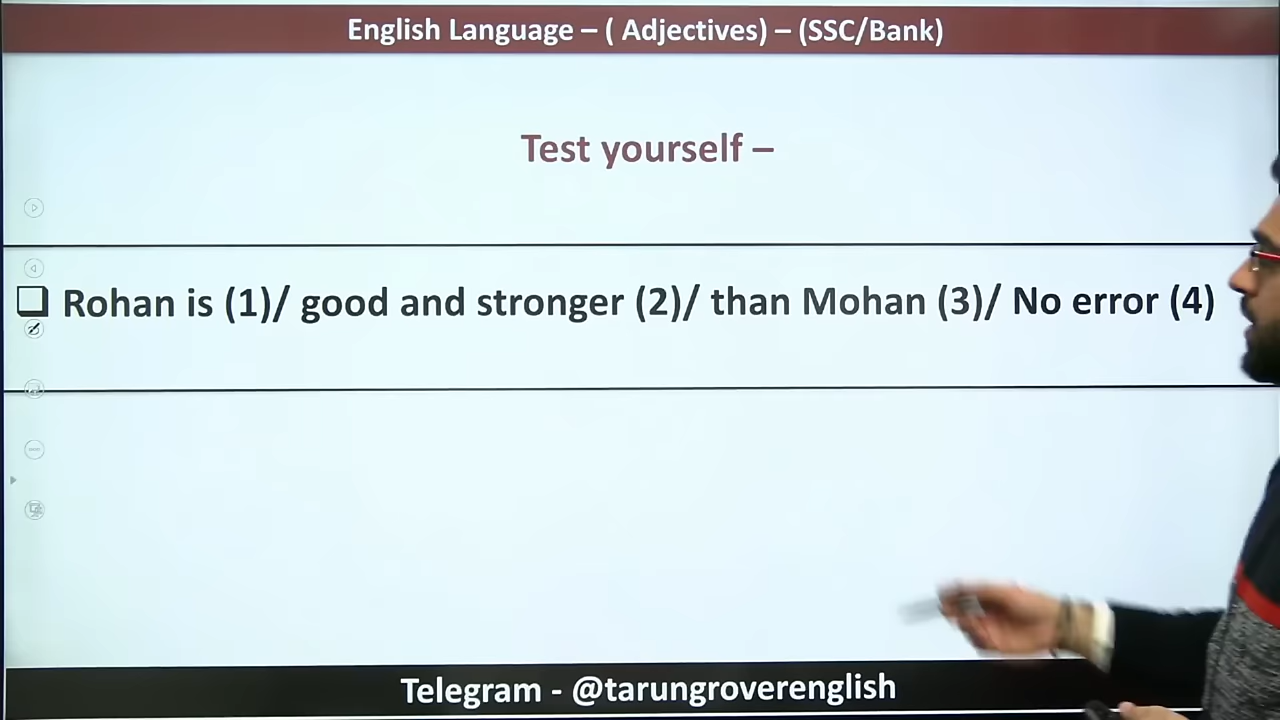 English Language – ( Adjectives) – (SSC/Bank)
Test yourself –
Rohan is (1)/ good and stronger (2)/ than Mohan (3)/ No error (4)
Telegram - @tarungroverenglish